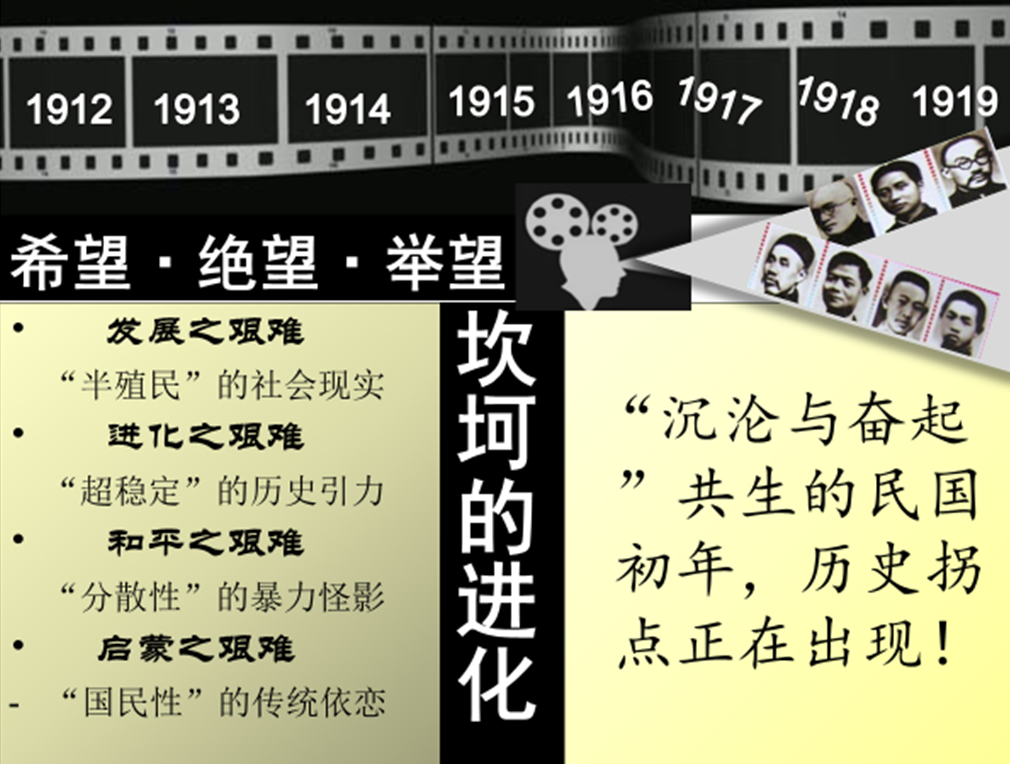 1912 1913 1914 1915 1916 1917 1918 1919
希望·绝望·举望
• 发展之艰难
“半殖民”的社会现实
• 进化之艰难
“超稳定”的历史引力
• 和平之艰难
“分散性”的暴力怪影
• 启蒙之艰难
- “国民性”的传统依恋
坎坷的进化
“沉沦与奋起
”共生的民国
初年，历史拐
点正在出现！